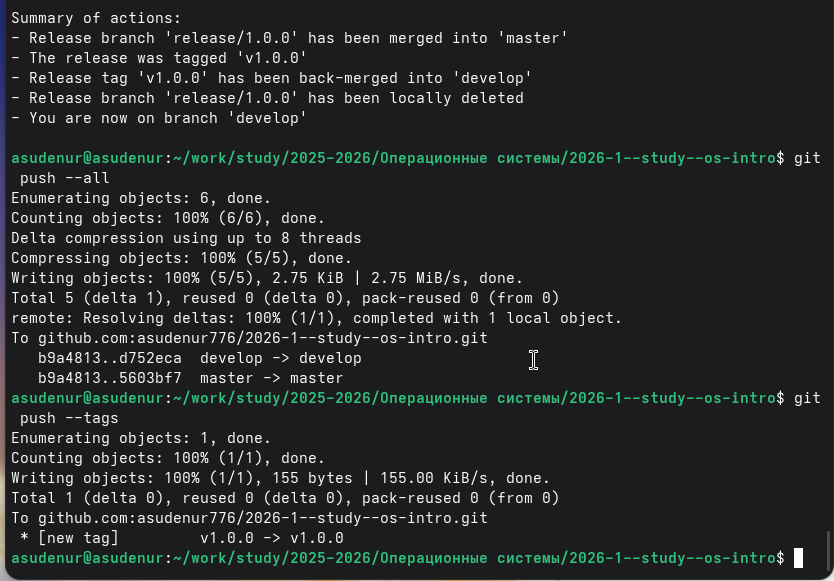 Summary of actions:
- Release branch 'release/1.0.0' has been merged into 'master'
- The release was tagged 'v1.0.0'
- Release tag 'v1.0.0' has been back-merged into 'develop'
- Release branch 'release/1.0.0' has been locally deleted
- You are now on branch 'develop'

asudenur@asudenur:~/work/study/2025-2026/Операционные системы/2026-1--study--os-intro$ git
 push --all
Enumerating objects: 6, done.
Counting objects: 100% (6/6), done.
Delta compression using up to 8 threads
Compressing objects: 100% (5/5), done.
Writing objects: 100% (5/5), 2.75 KiB | 2.75 MiB/s, done.
Total 5 (delta 1), reused 0 (delta 0), pack-reused 0 (from 0)
remote: Resolving deltas: 100% (1/1), completed with 1 local object.
To github.com:asudenur776/2026-1--study--os-intro.git
   b9a4813..d752eca  develop -> develop
   b9a4813..5603bf7  master -> master
asudenur@asudenur:~/work/study/2025-2026/Операционные системы/2026-1--study--os-intro$ git
 push --tags
Enumerating objects: 1, done.
Counting objects: 100% (1/1), done.
Writing objects: 100% (1/1), 155 bytes | 155.00 KiB/s, done.
Total 1 (delta 0), reused 0 (delta 0), pack-reused 0 (from 0)
To github.com:asudenur776/2026-1--study--os-intro.git
 * [new tag]         v1.0.0 -> v1.0.0
asudenur@asudenur:~/work/study/2025-2026/Операционные системы/2026-1--study--os-intro$